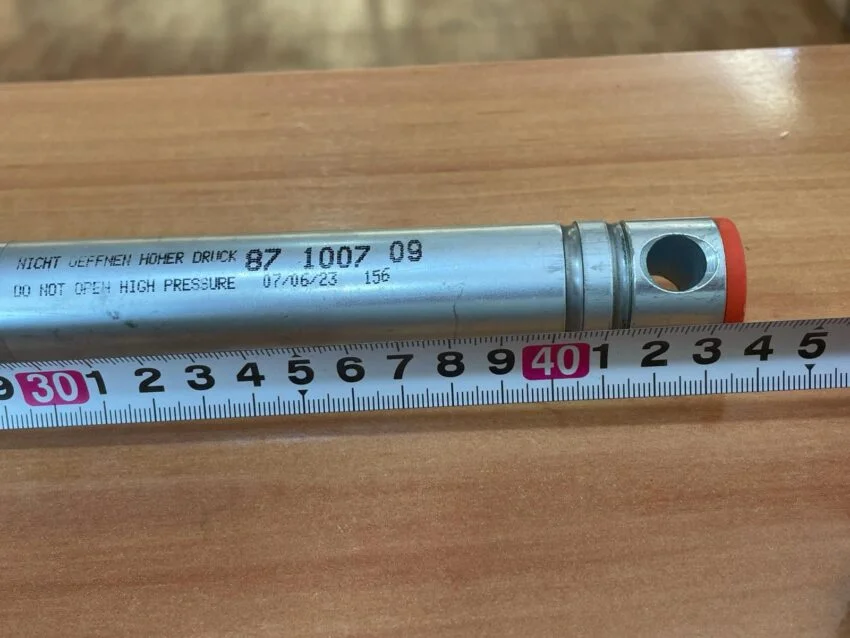 NICHT OEFFNEN HOHER DRUCK 87 1007 09
DO NOT OPEN HIGH PRESSURE 07/06/23 156
9 30 1 2 3 4 5 6 7 8 9 40 1 2 3 4 5